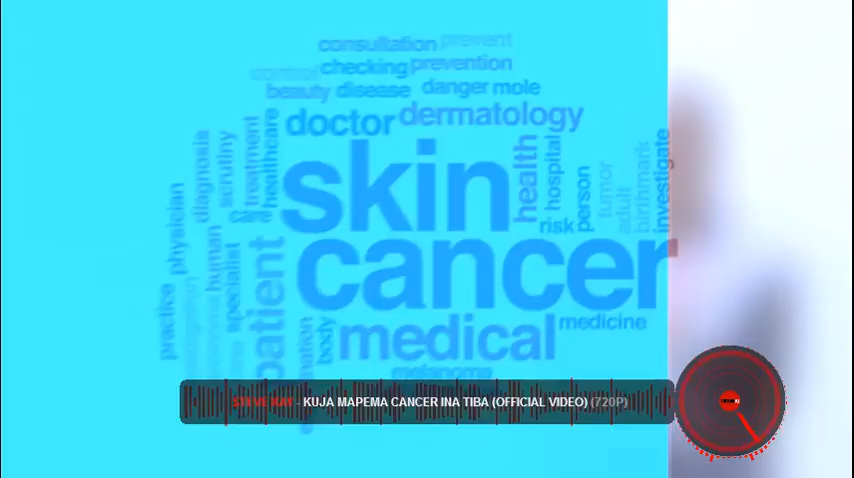 consultation prevent
control checking prevention
beauty disease danger mole
doctor dermatology
skin
cancer
medical
medicine
melanoma
physician
practice
diagnosis
scrutiny
treatment
healthcare
human
specialist
patient
body
health
hospital
person
risk
tumor
adult
birthmark
investigate
STEVE KAY - KUJA MAPEMA CANCER INA TIBA (OFFICIAL VIDEO) (720P)